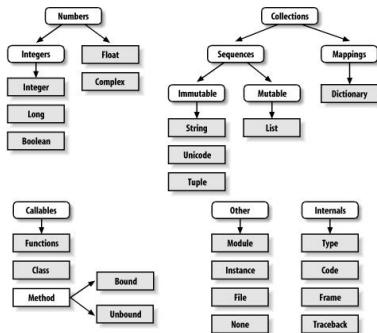 Numbers
Collections
Integers
Float
Sequences
Mappings
Integer
Complex
Immutable
Mutable
Dictionary
Long
String
List
Boolean
Unicode
Tuple
Callables
Other
Internals
Functions
Module
Type
Class
Bound
Instance
Code
Method
File
Frame
Unbound
None
Traceback